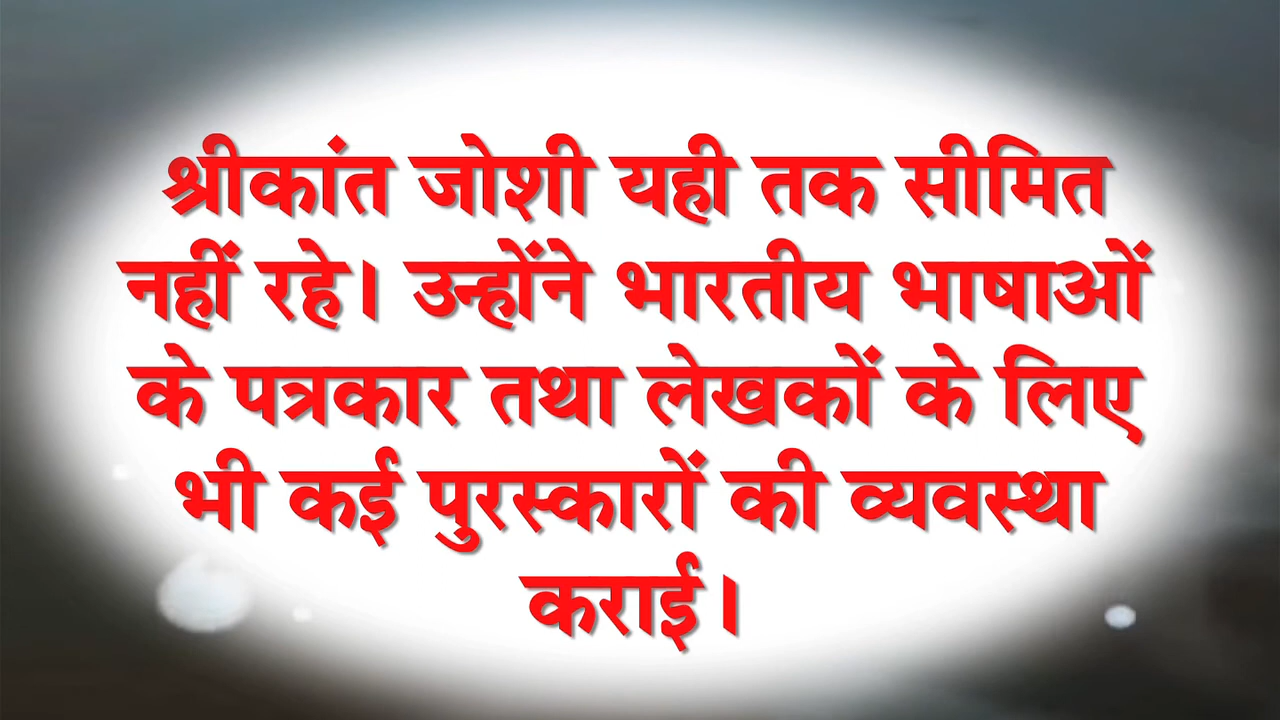 श्रीकांत जोशी यही तक सीमित
नहीं रहे। उन्होंने भारतीय भाषाओं
के पत्रकार तथा लेखकों के लिए
भी कई पुरस्कारों की व्यवस्था
कराई।